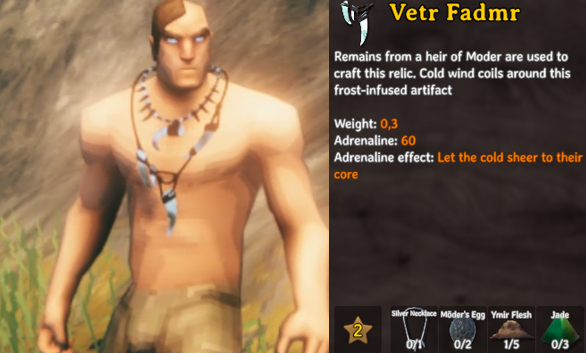 Vetr Fadmr
Remains from a heir of Moder are used to
craft this relic. Cold wind coils around this
frost-infused artifact
Weight: 0,3
Adrenaline: 60
Adrenaline effect: Let the cold sheer to their
core
2
Silver Necklace
0/1
Möder's Egg
0/2
Ymir Flesh
1/5
Jade
0/3